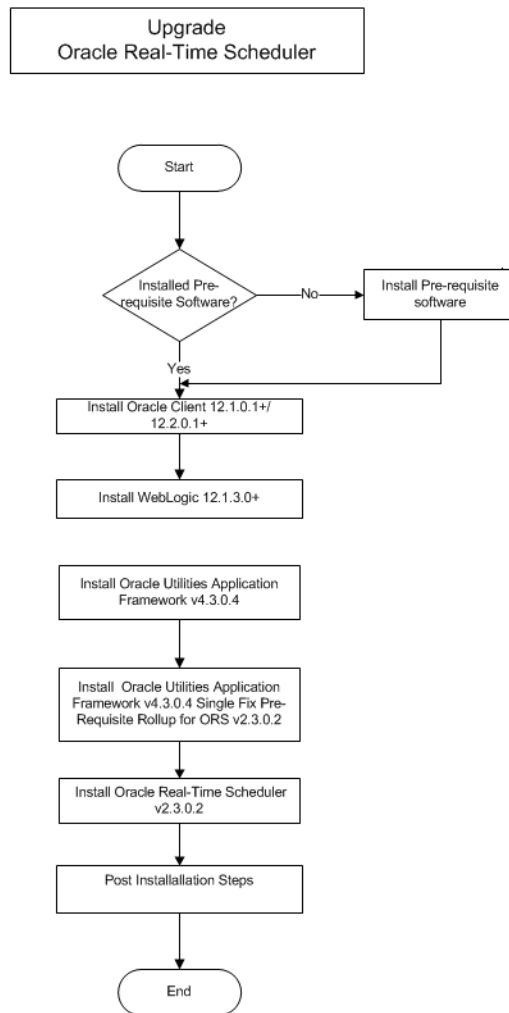 Upgrade
Oracle Real-Time Scheduler
Start
Installed Pre-
requisite Software?
No
Install Pre-requisite
software
Yes
Install Oracle Client 12.1.0.1+/
12.2.0.1+
Install WebLogic 12.1.3.0+
Install Oracle Utilities Application
Framework v4.3.0.4
Install Oracle Utilities Application
Framework v4.3.0.4 Single Fix Pre-
Requisite Rollup for ORS v2.3.0.2
Install Oracle Real-Time Scheduler
v2.3.0.2
Post Installallation Steps
End